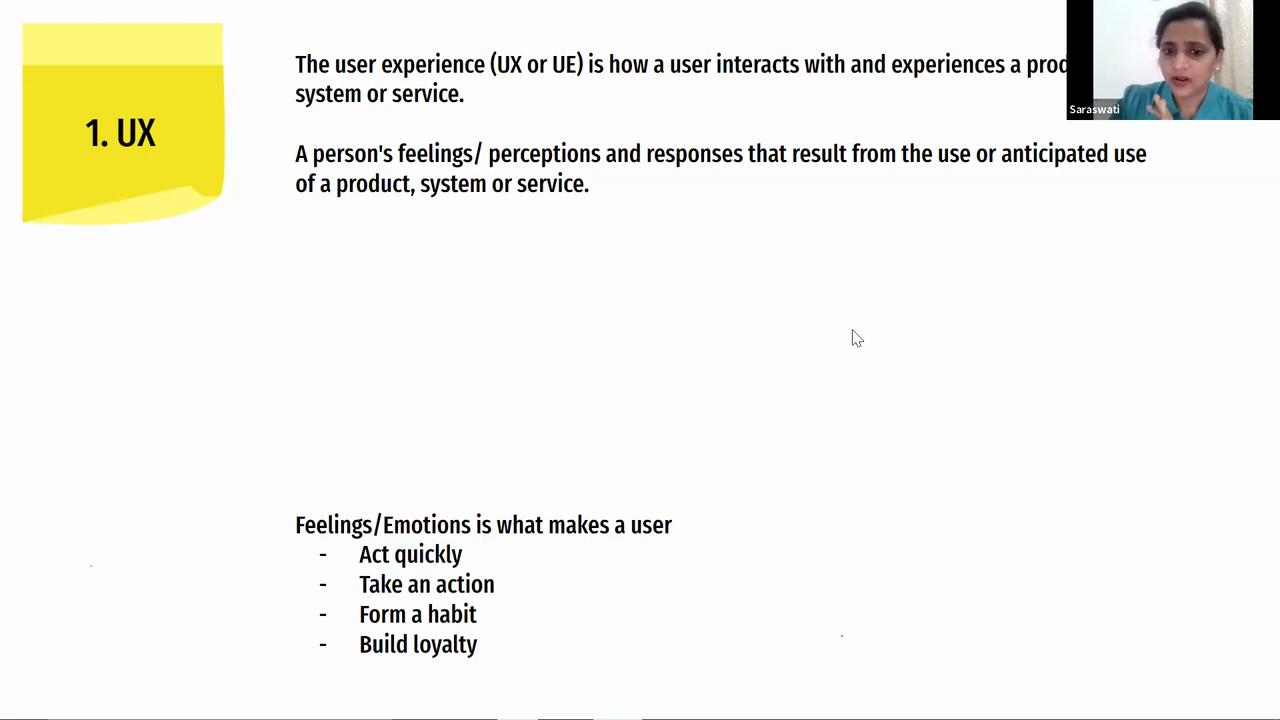 1. UX
The user experience (UX or UE) is how a user interacts with and experiences a
system or service.
A person's feelings/ perceptions and responses that result from the use or anticipated use
of a product, system or service.
Saraswati
Feelings/Emotions is what makes a user
- Act quickly
- Take an action
- Form a habit
- Build loyalty